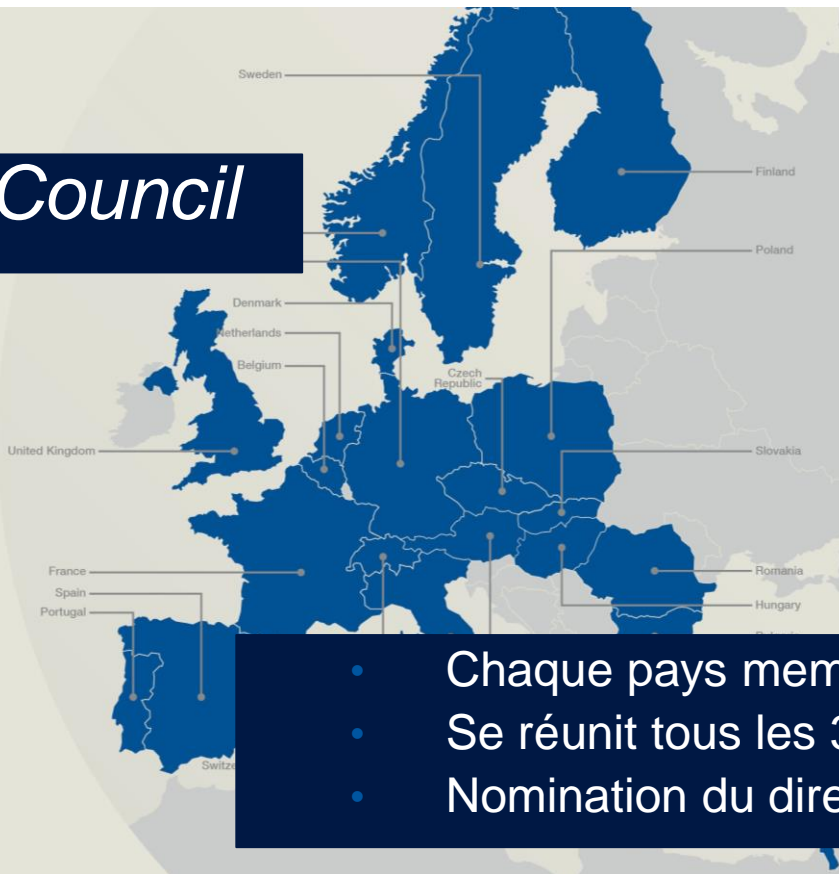 Council
Sweden
Finland
Poland
Denmark
Netherlands
Belgium
Czech
Republic
United Kingdom
Slovakia
France
Romania
Spain
Hungary
Portugal
Chaque pays mem
Se réunit tous les 3
Nomination du dire
Switze